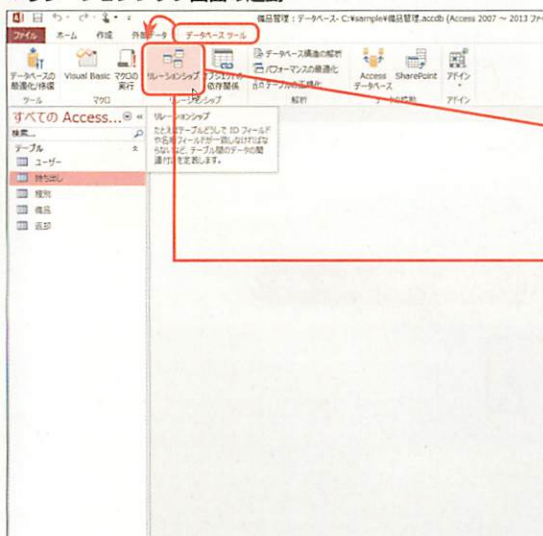 備品管理 : データベース- C:¥sample¥備品管理.accdb (Access 2007 ～ 2013 ファ
ファイル ホーム 作成 外部データ データベース ツール
データベースの
最適化/修復
Visual Basic
マクロの
実行
リレーションシップ
オブジェクトの
依存関係
データベース構造の解析
パフォーマンスの最適化
テーブルの正規化
Access
データベース
SharePoint
アドイン
ツール マクロ リレーションシップ 解析 データの移動 アドイン
すべての Access...
検索...
テーブル
ユーザー
持ち出し
種別
備品
返却
リレーションシップ
たとえばテーブルどうしで ID フィールド
や名前フィールドが一致しなければな
らないなど、テーブル間のデータの関
連付けを定義します。